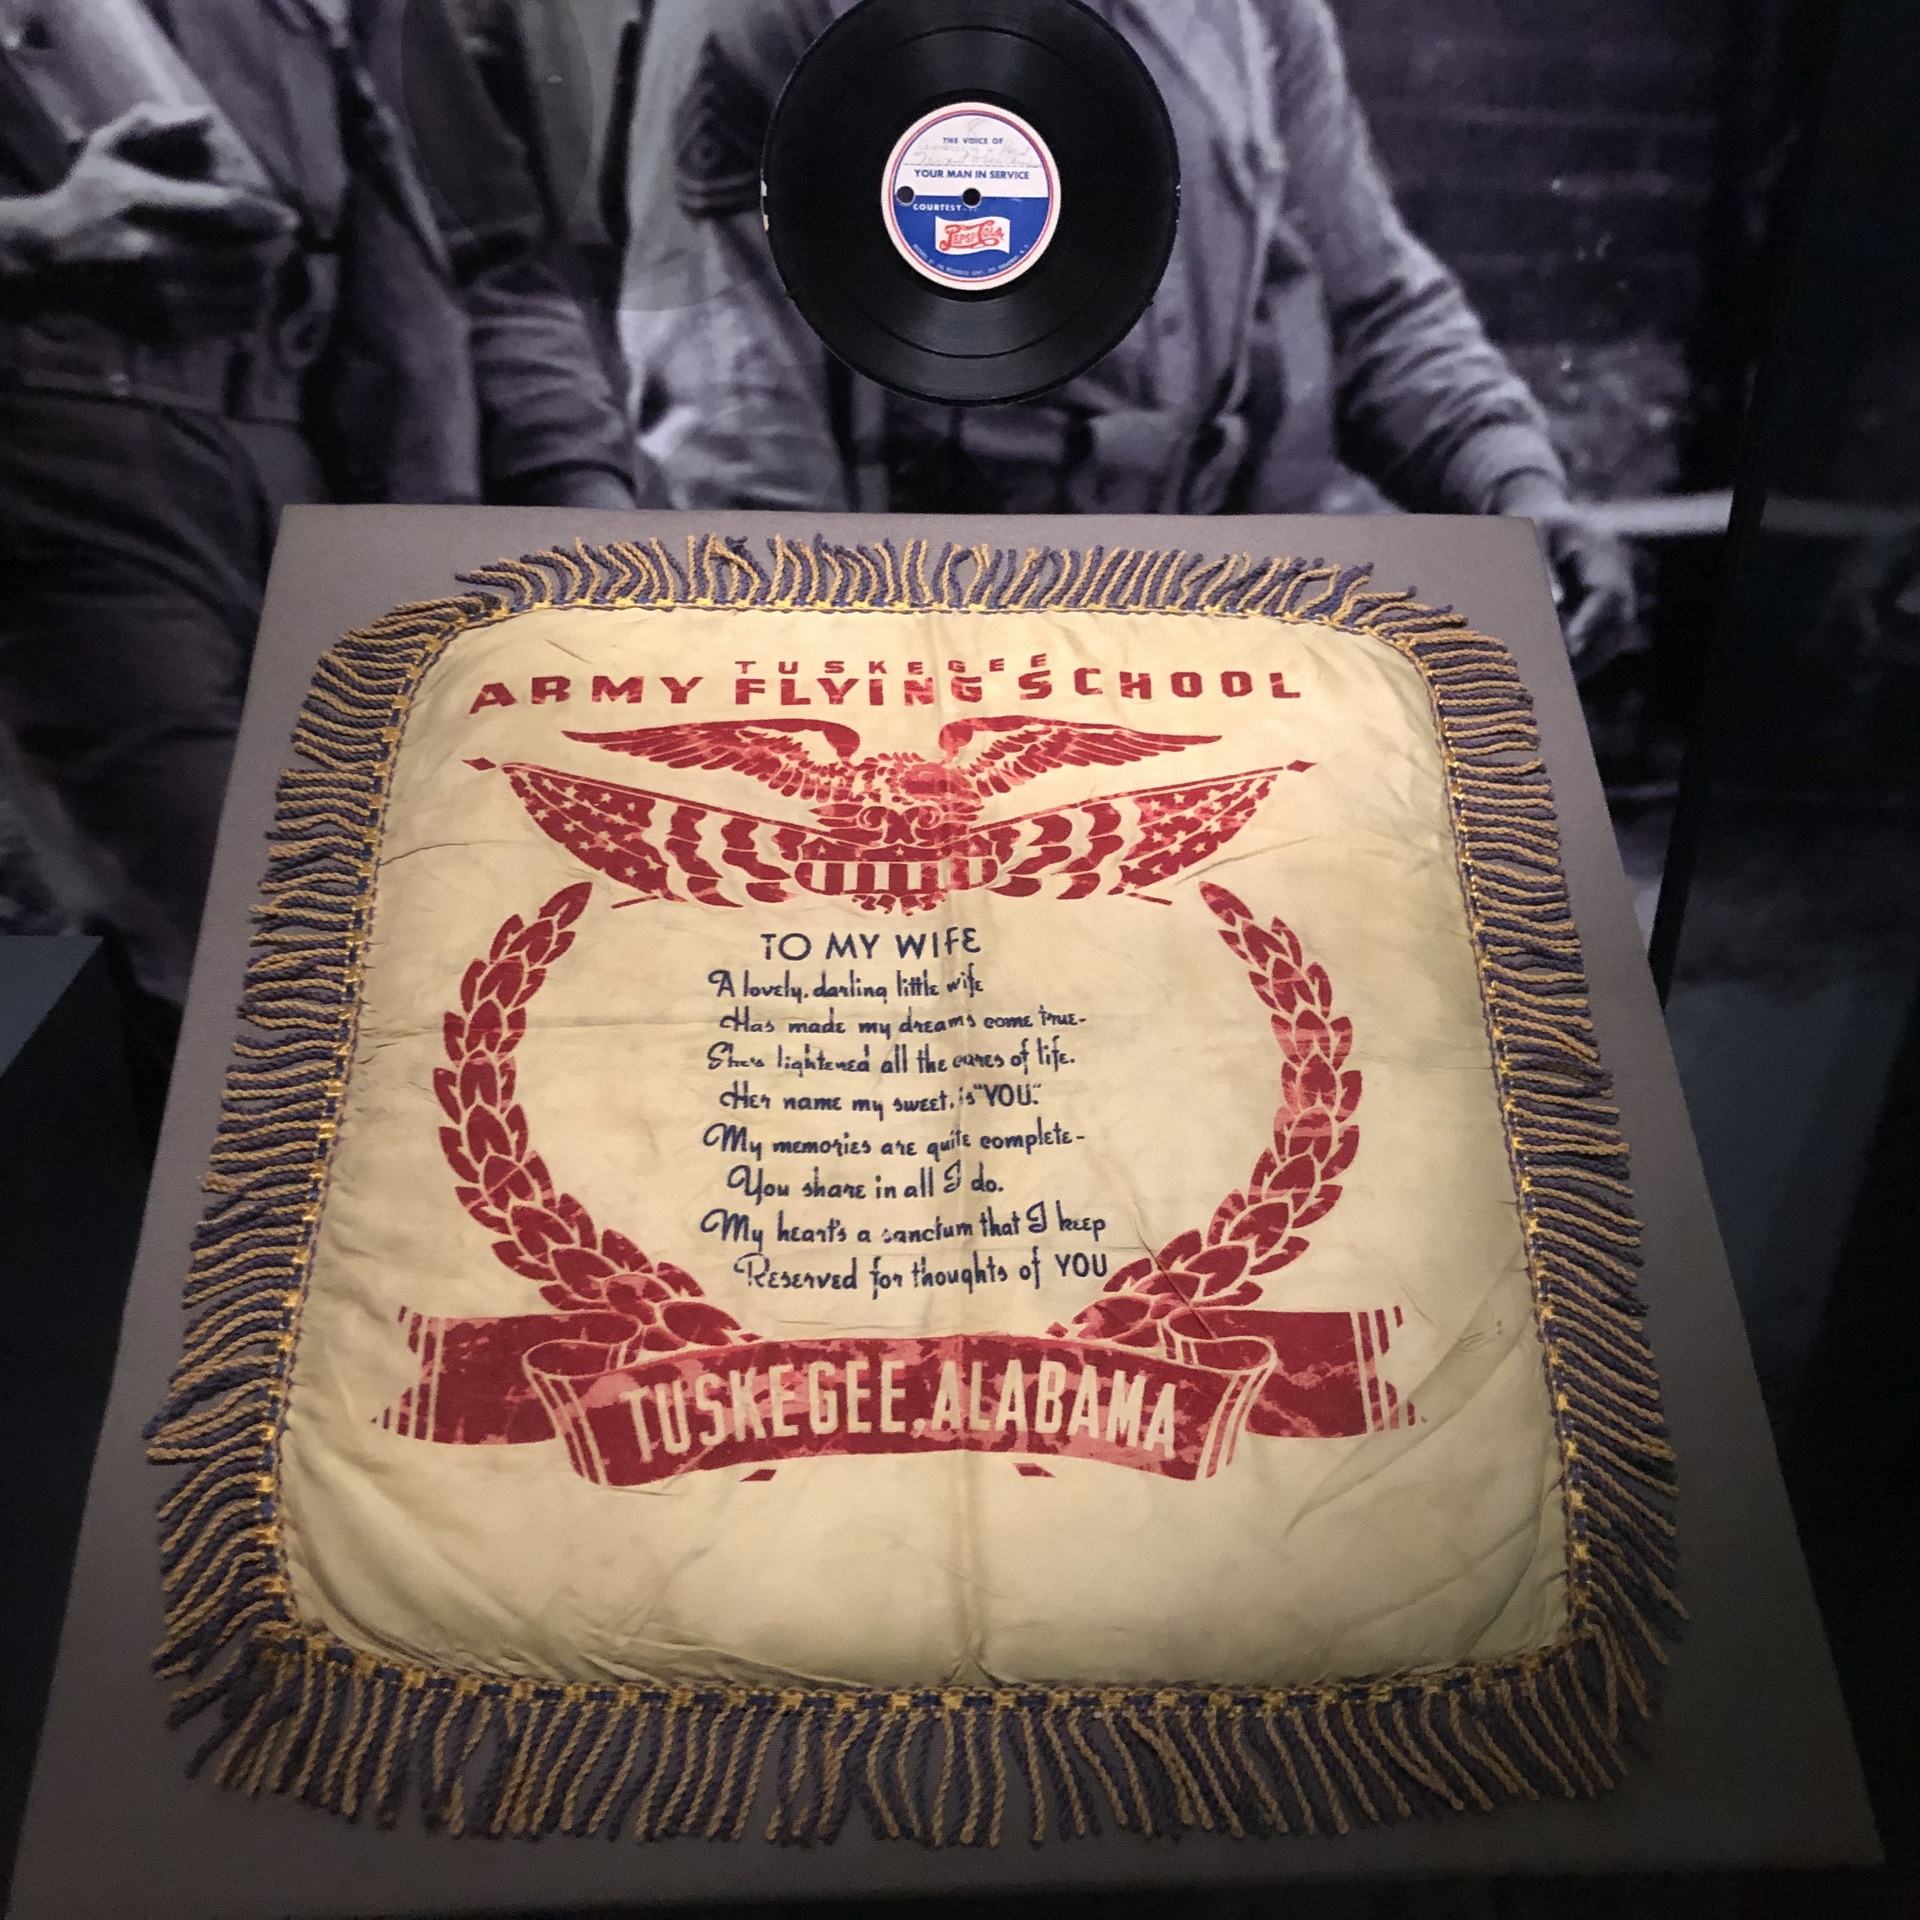 THE VOICE OF
YOUR MAN IN SERVICE
COURTESY
PEPSI-COLA
TUSKEGEE
ARMY FLYING SCHOOL
TO MY WIFE
A lovely, darling little wife
Has made my dreams come true-
She's lightened all the cares of life.
Her name my sweet, is "YOU."
My memories are quite complete-
You share in all I do.
My heart's a sanctum that I keep
Reserved for thoughts of YOU
TUSKEGEE, ALABAMA